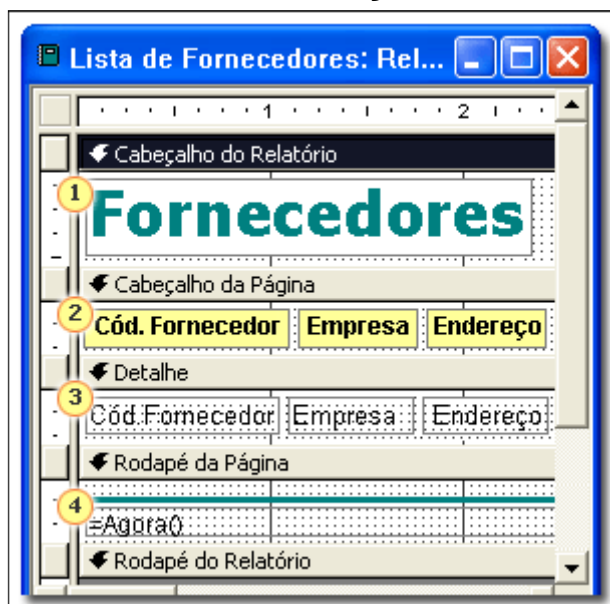 Lista de Fornecedores: Rel...
1 2
Cabeçalho do Relatório
1 Fornecedores
Cabeçalho da Página
2 Cód. Fornecedor Empresa Endereço
Detalhe
3 Cód.Fornecedor Empresa Endereço
Rodapé da Página
4 =Agora()
Rodapé do Relatório